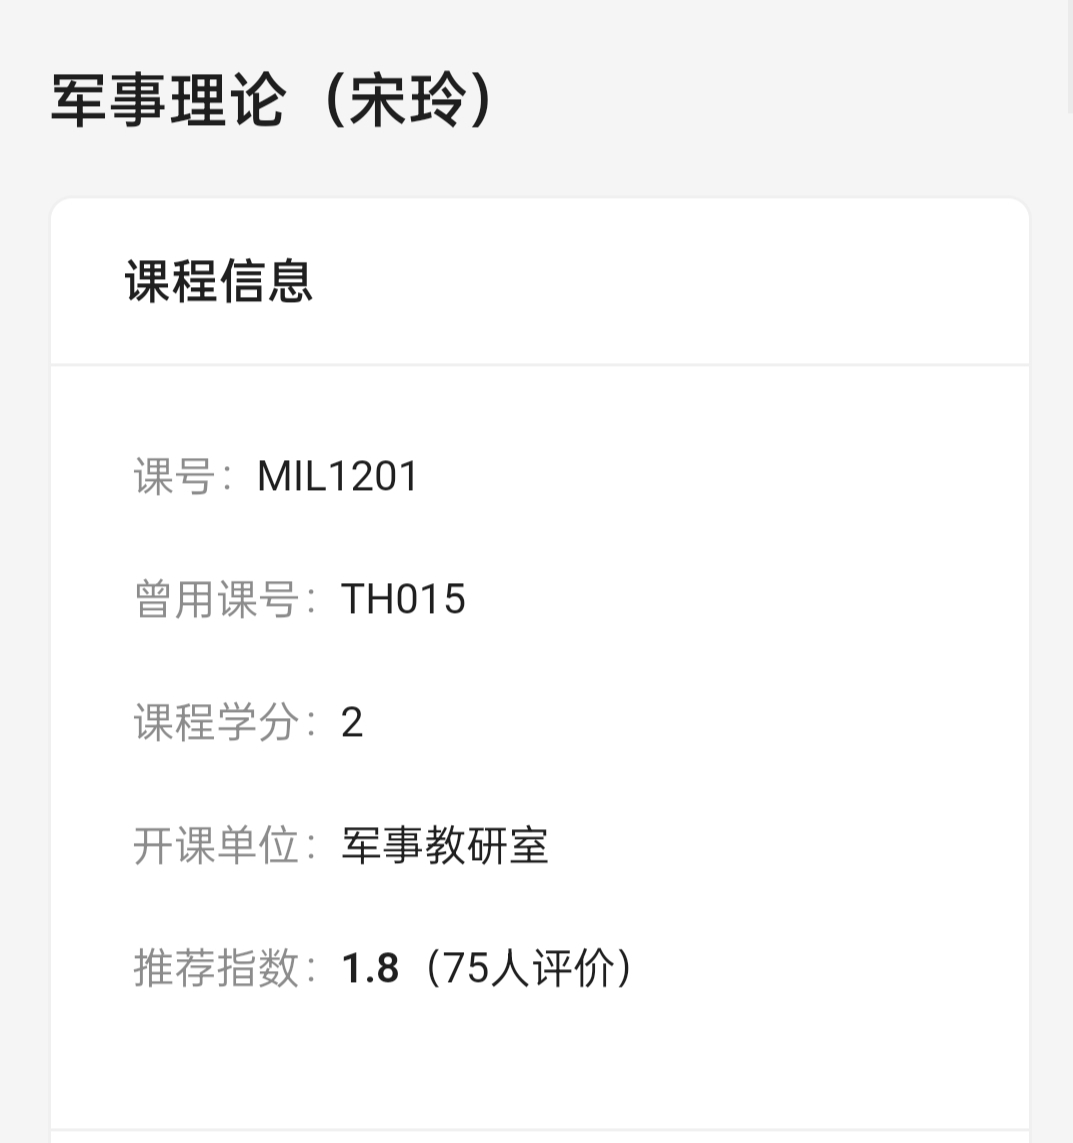 军事理论（宋玲）
课程信息
课号：MIL1201
曾用课号：TH015
课程学分：2
开课单位：军事教研室
推荐指数：1.8（75人评价）